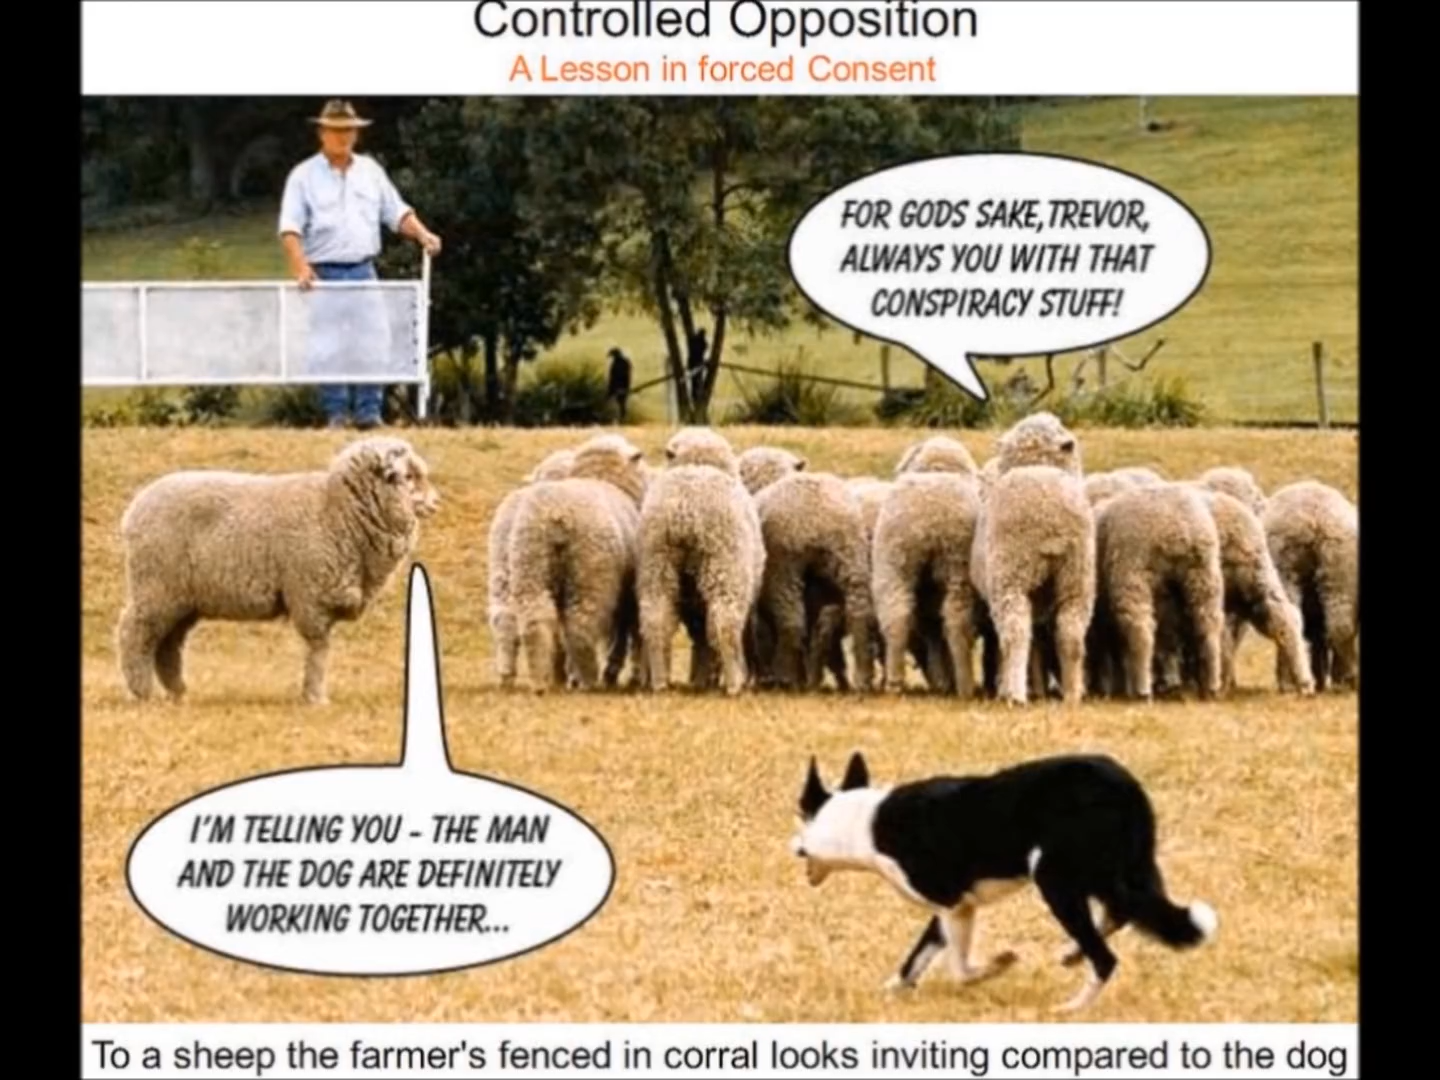 Controlled Opposition
A Lesson in forced Consent
FOR GODS SAKE, TREVOR,
ALWAYS YOU WITH THAT
CONSPIRACY STUFF!
I'M TELLING YOU - THE MAN
AND THE DOG ARE DEFINITELY
WORKING TOGETHER...
To a sheep the farmer's fenced in corral looks inviting compared to the dog